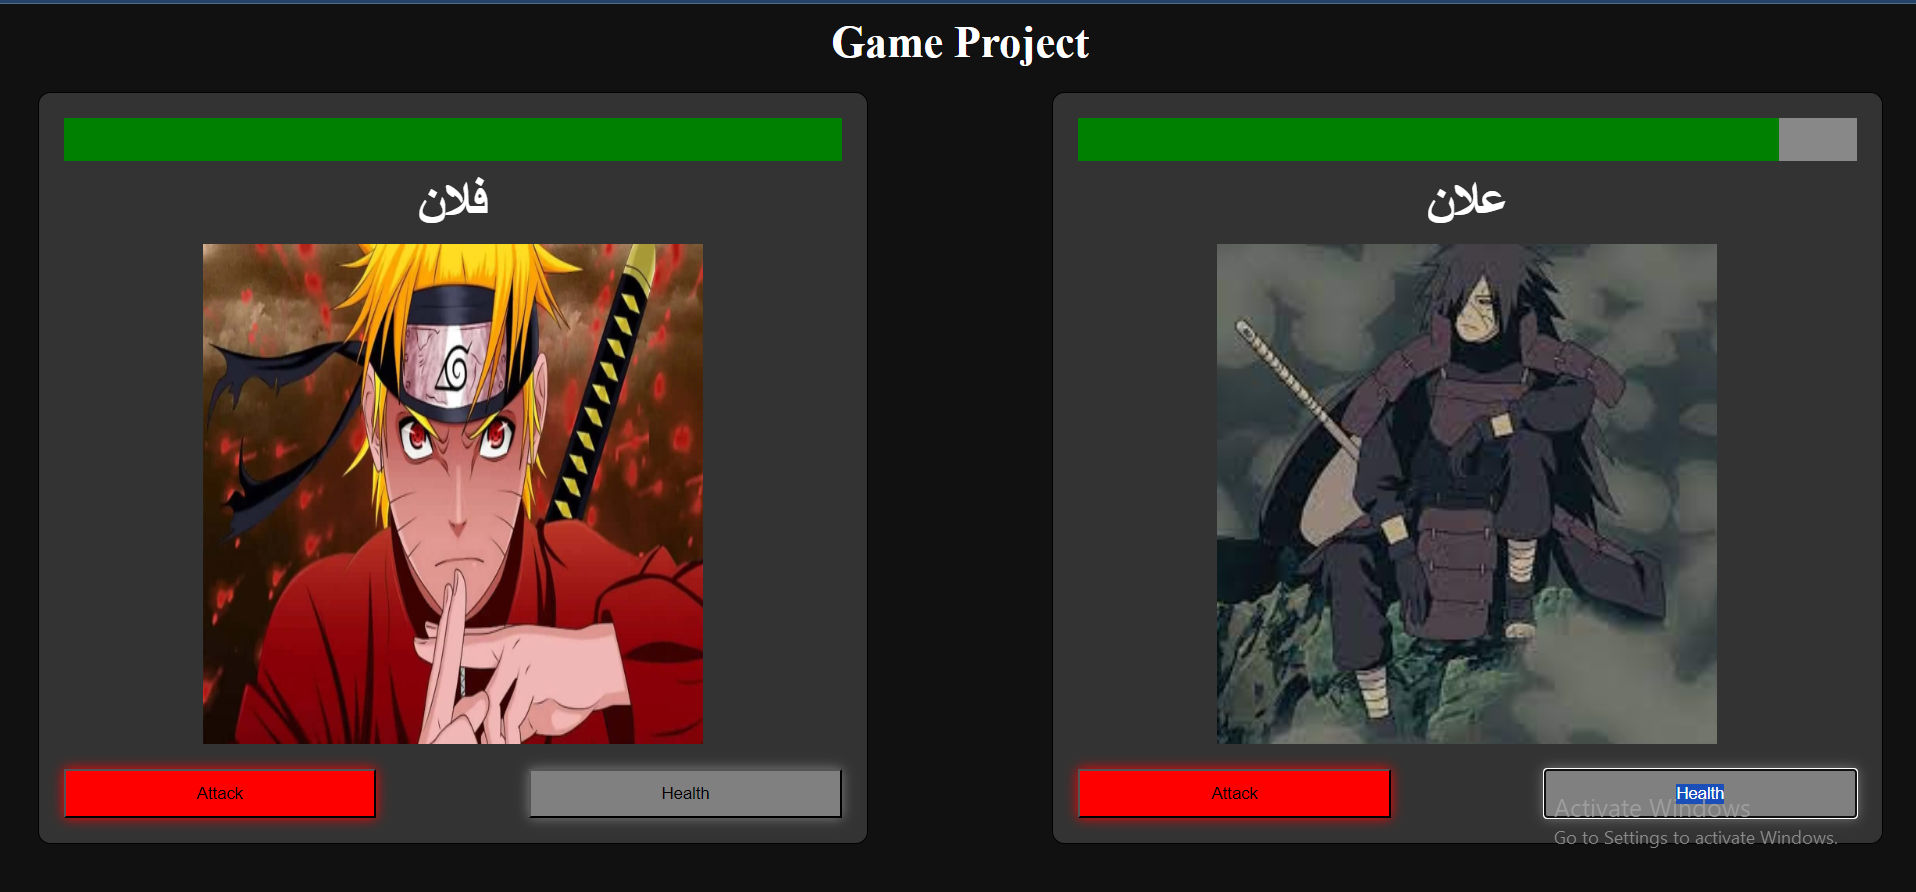 Game Project
فلان
علان
Attack
Health
Attack
Health
Activate Windows
Go to Settings to activate Windows.